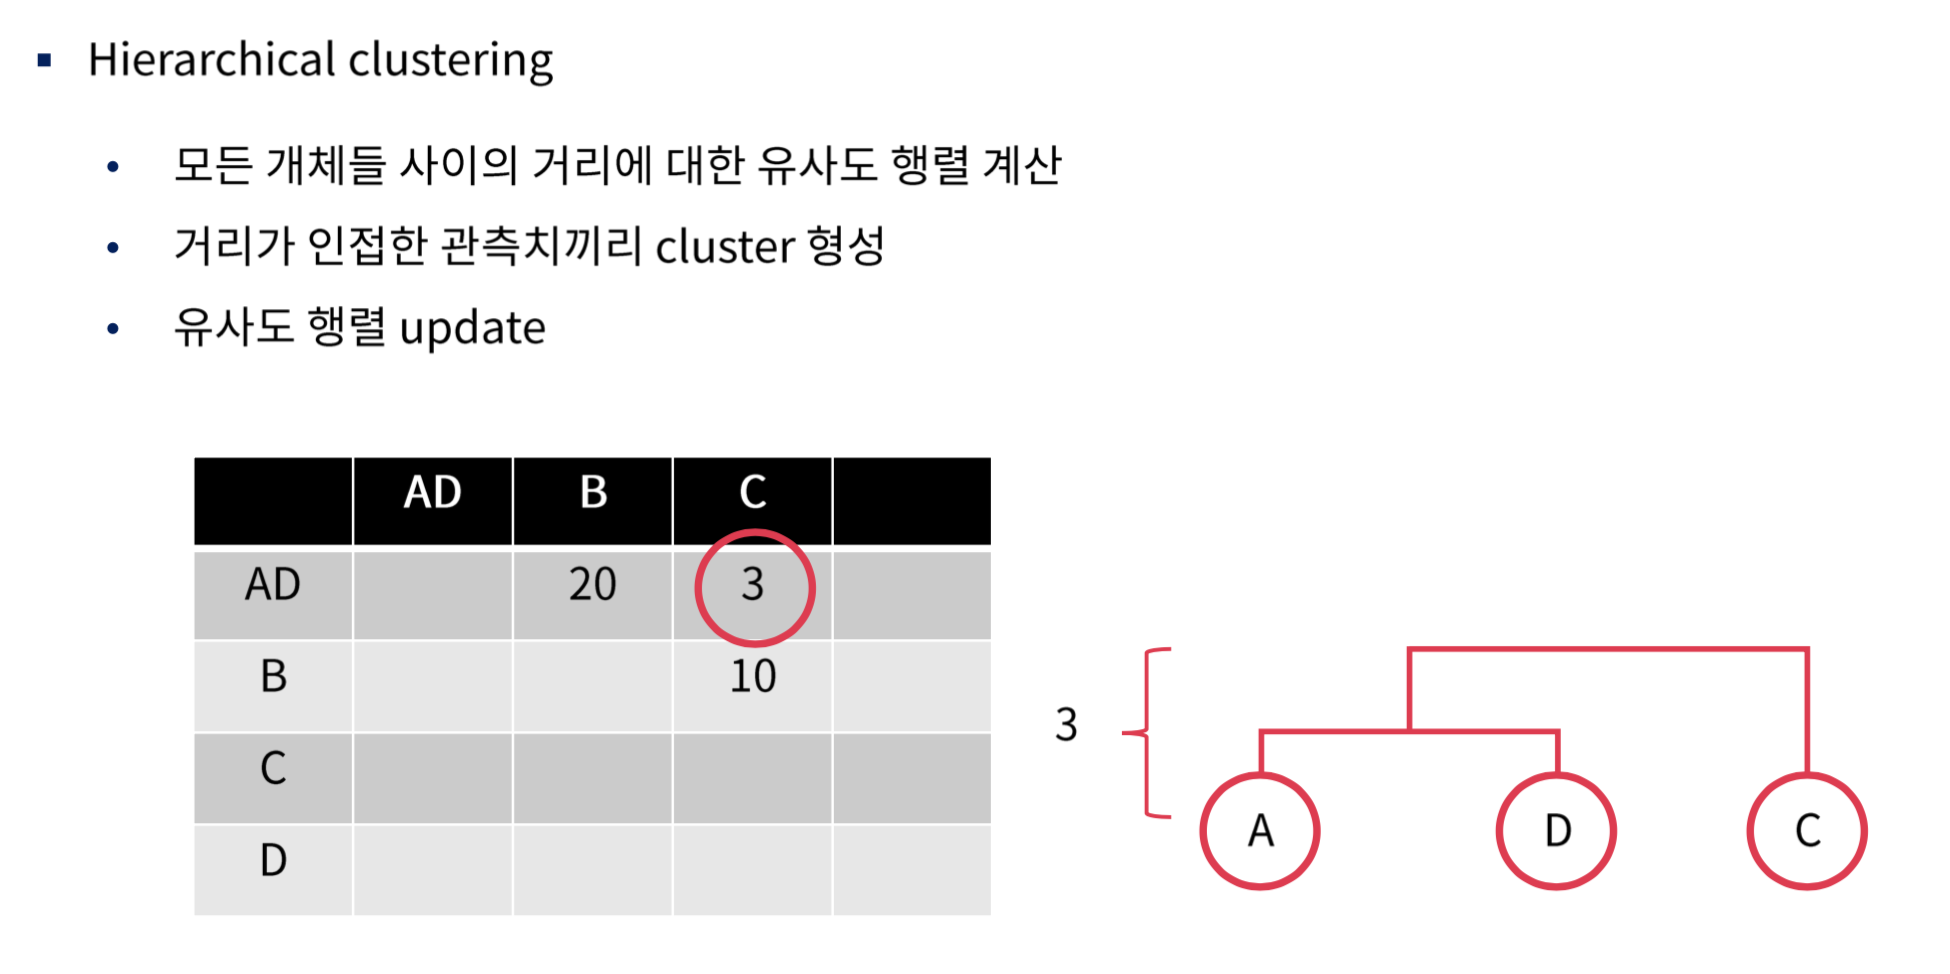 Hierarchical clustering
모든 개체들 사이의 거리에 대한 유사도 행렬 계산
거리가 인접한 관측치끼리 cluster 형성
유사도 행렬 update
AD B C
AD 20 3
B 10
C
D
3
A D C